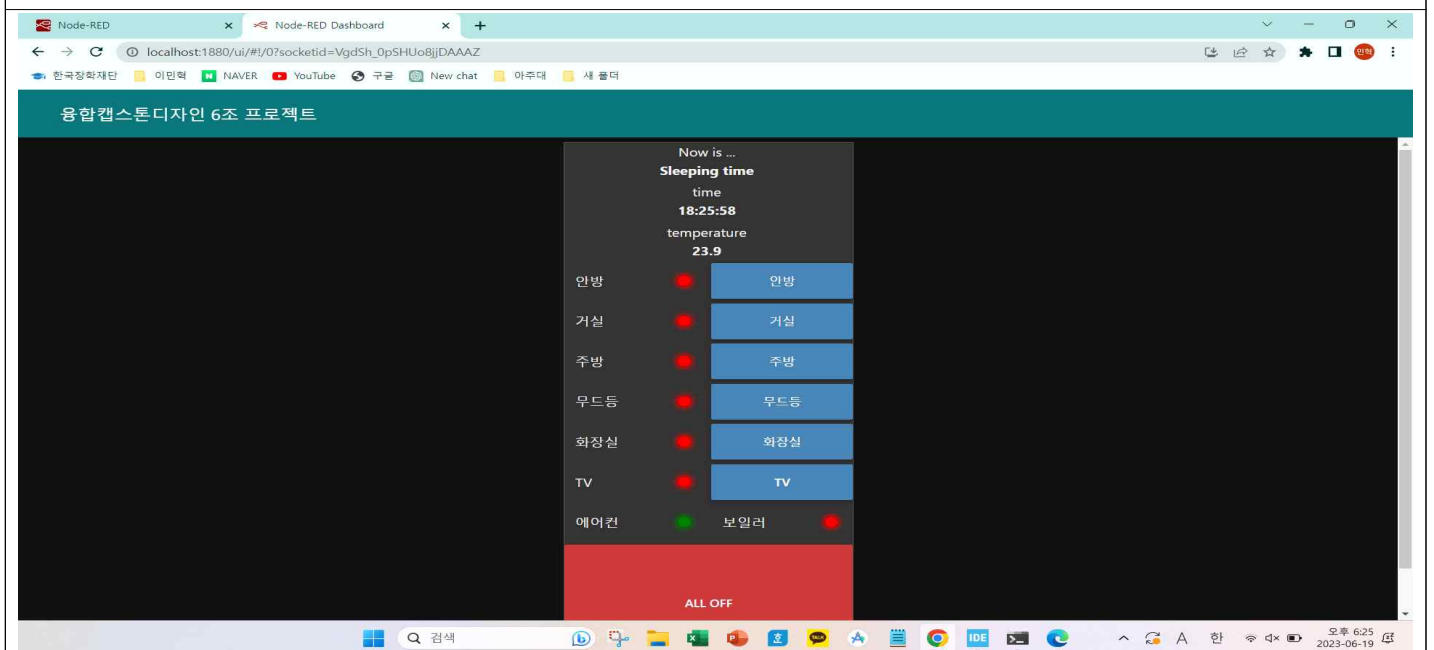 Node-RED
Node-RED Dashboard
localhost:1880/ui/#!/0?socketid=VgdSh_0pSHUo8jjDAAAZ
민혁
한국장학재단 이민혁 NAVER YouTube 구글 New chat 아주대 새 폴더
융합캡스톤디자인 6조 프로젝트
Now is ...
Sleeping time
time
18:25:58
temperature
23.9
안방 안방
거실 거실
주방 주방
무드등 무드등
화장실 화장실
TV TV
에어컨 보일러
ALL OFF
검색
IDE
A 한
오후 6:25
2023-06-19